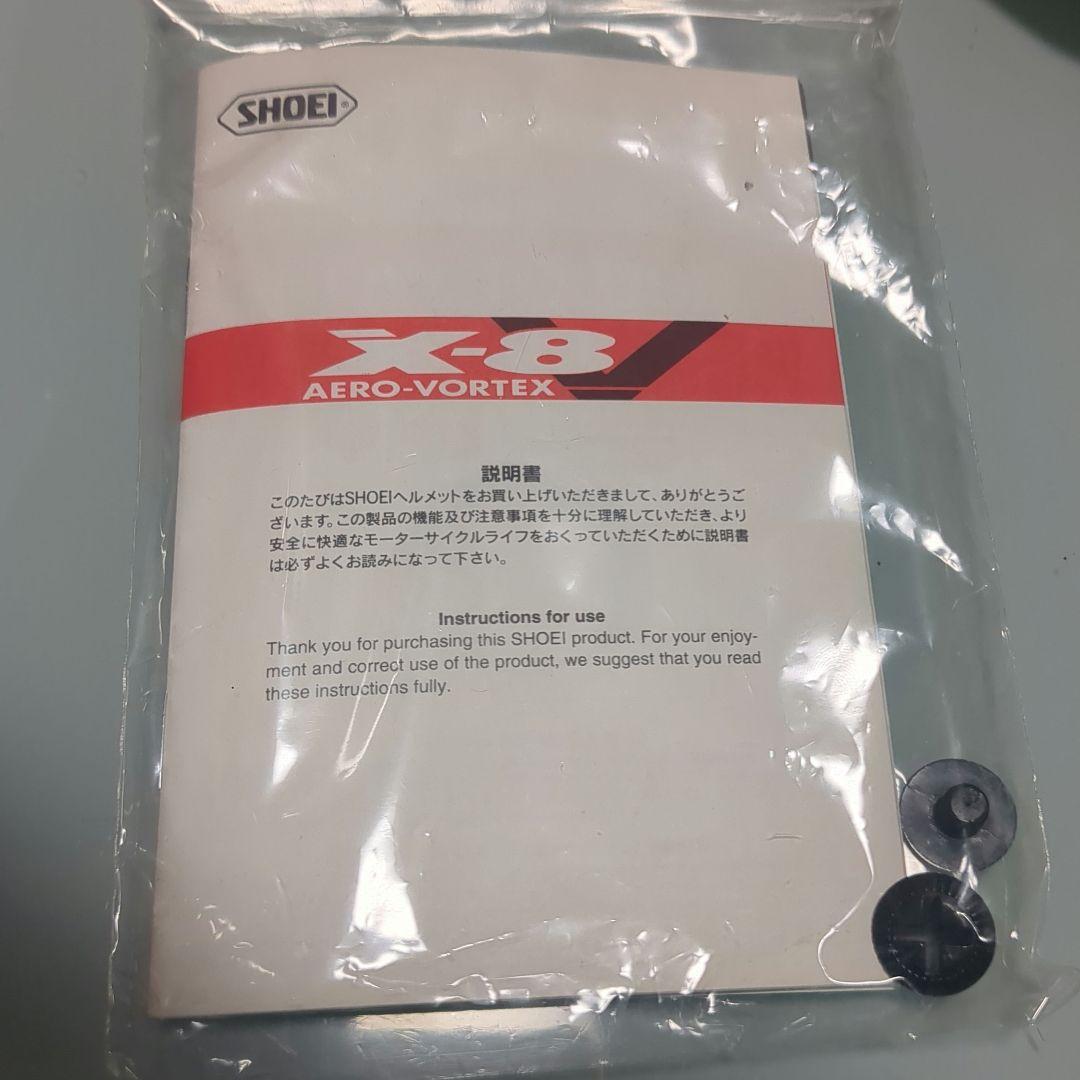 SHOEI®
X-8
AERO-VORTEX
説明書
このたびはSHOEIヘルメットをお買い上げいただきまして、ありがとうご
ざいます。この製品の機能及び注意事項を十分に理解していただき、より
安全に快適なモーターサイクルライフをおくっていただくために説明書
は必ずよくお読みになって下さい。
Instructions for use
Thank you for purchasing this SHOEI product. For your enjoy-
ment and correct use of the product, we suggest that you read
these instructions fully.